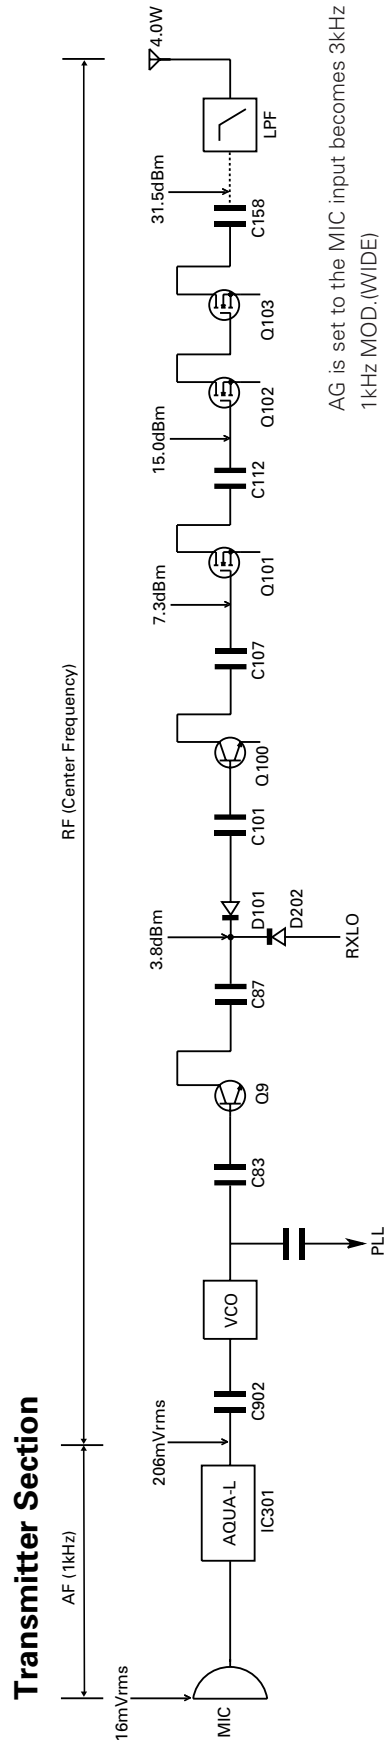 Transmitter Section
AF (1kHz)
RF (Center Frequency)
16mVrms
206mVrms
3.8dBm
7.3dBm
15.0dBm
31.5dBm
4.0W
MIC
AQUA-L
IC301
C902
VCO
PLL
C83
Q9
C87
D101
D202
RXLO
C101
Q100
C107
Q101
C112
Q102
Q103
C158
LPF
AG is set to the MIC input becomes 3kHz
1kHz MOD.(WIDE)